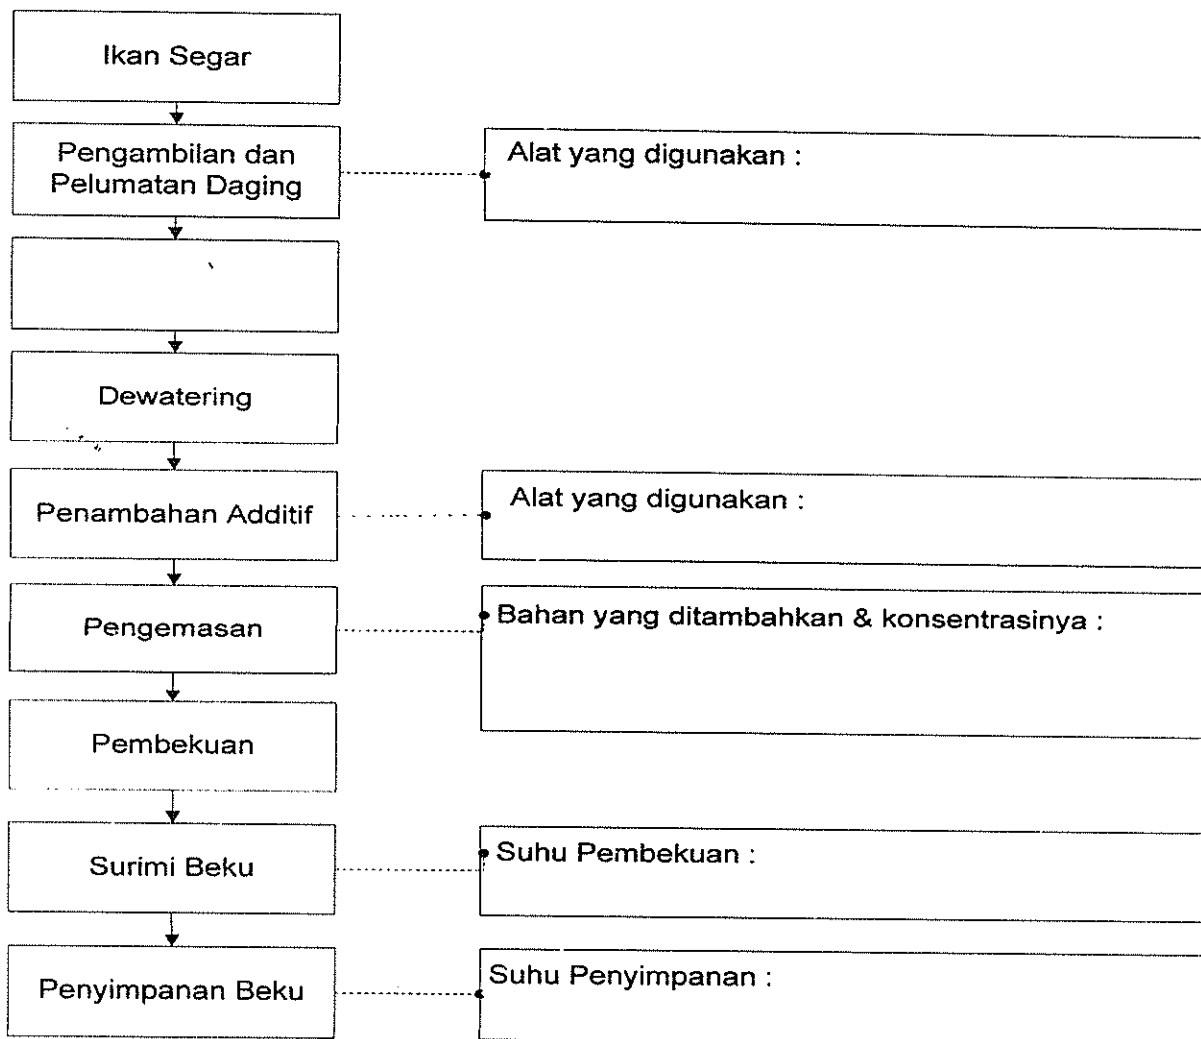 Ikan Segar
Pengambilan dan
Pelumatan Daging
Alat yang digunakan :
Dewatering
Penambahan Additif
Alat yang digunakan :
Pengemasan
Bahan yang ditambahkan & konsentrasinya :
Pembekuan
Surimi Beku
Suhu Pembekuan :
Penyimpanan Beku
Suhu Penyimpanan :